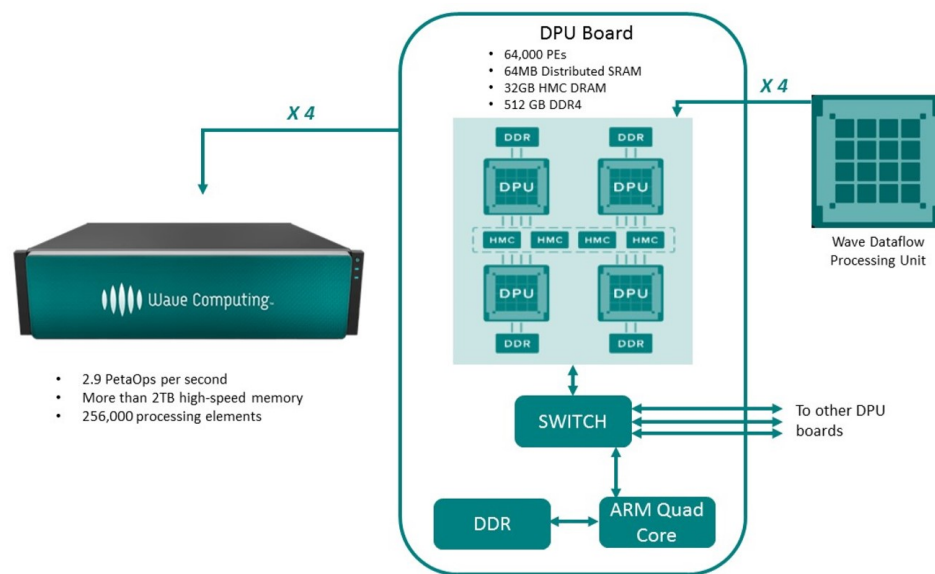 DPU Board
• 64,000 PEs
• 64MB Distributed SRAM
• 32GB HMC DRAM
• 512 GB DDR4
X 4
X 4
DDR
DDR
DPU
DPU
HMC
HMC
HMC
HMC
DPU
DPU
DDR
DDR
Wave Dataflow
Processing Unit
Wave Computing
• 2.9 PetaOps per second
• More than 2TB high-speed memory
• 256,000 processing elements
SWITCH
To other DPU
boards
DDR
ARM Quad
Core